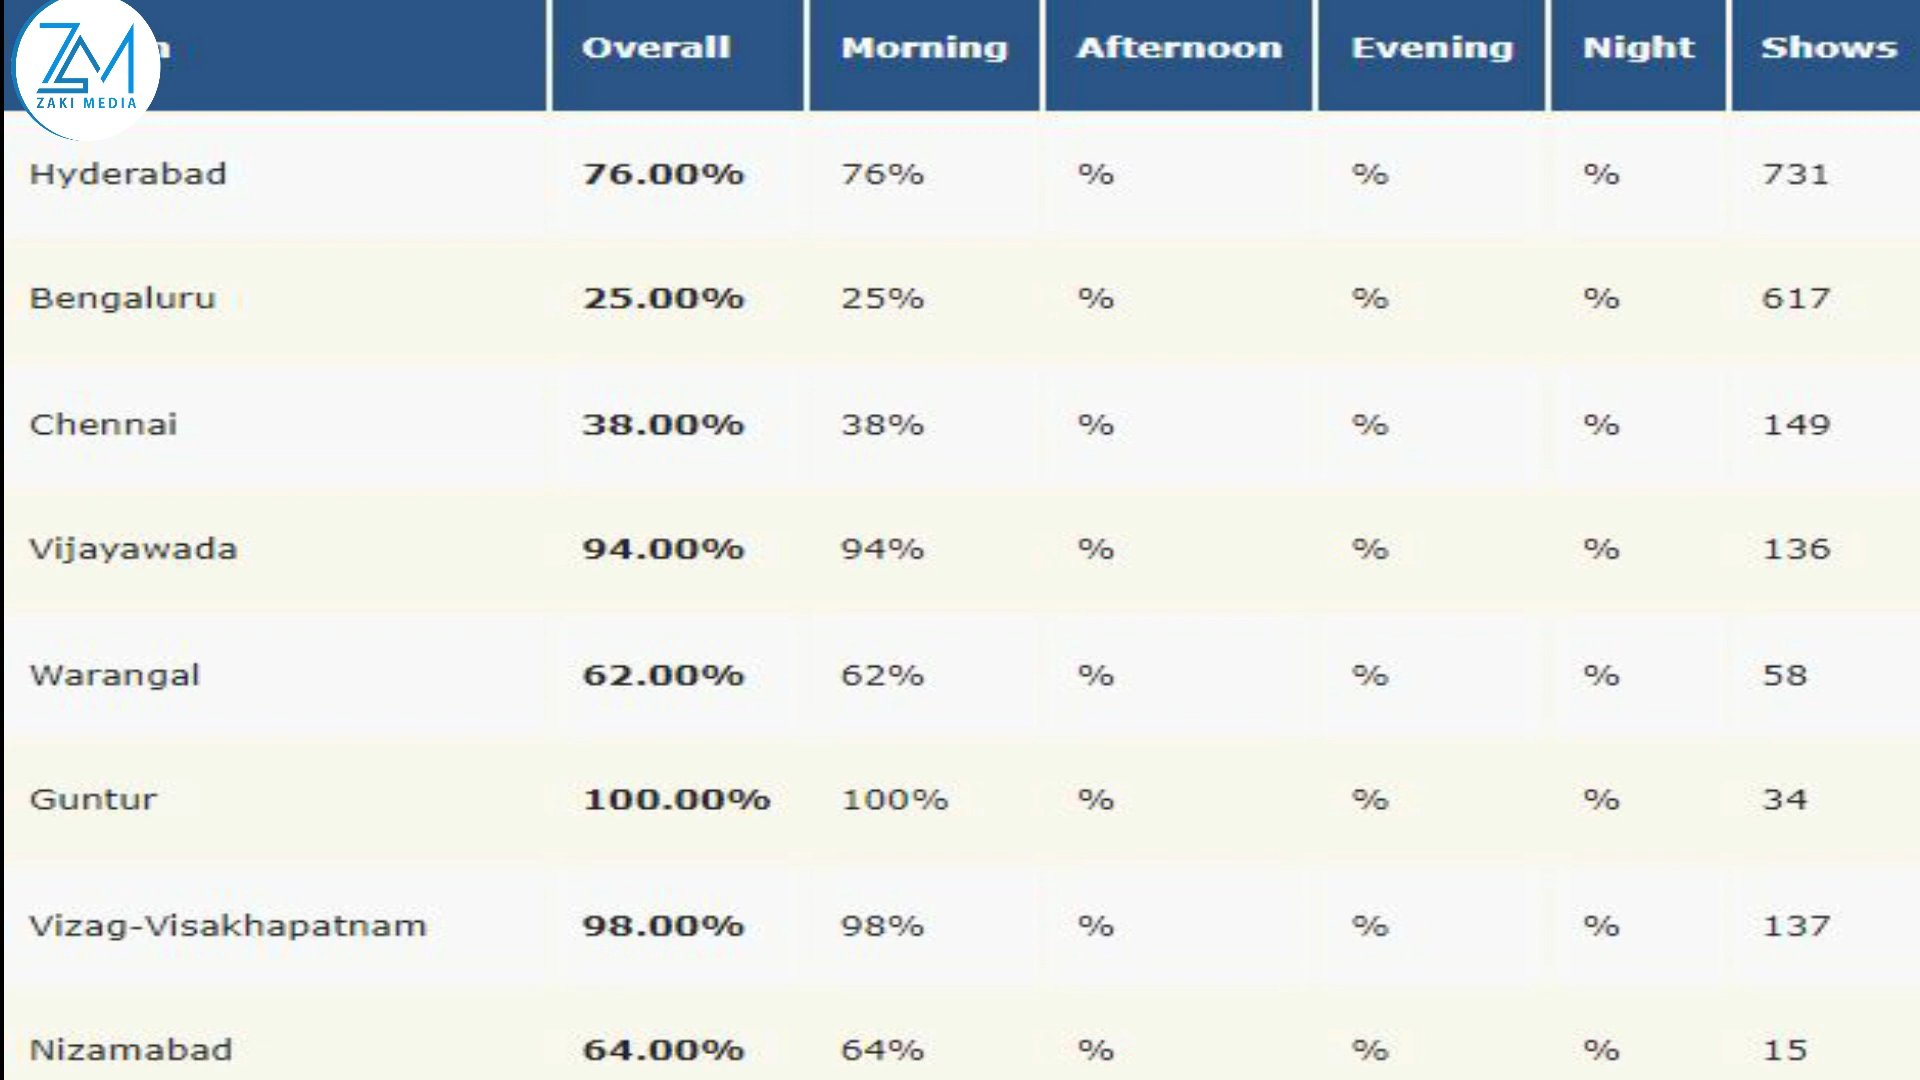 ZAKI MEDIA
Overall Morning Afternoon Evening Night Shows
Hyderabad 76.00% 76% % % % 731
Bengaluru 25.00% 25% % % % 617
Chennai 38.00% 38% % % % 149
Vijayawada 94.00% 94% % % % 136
Warangal 62.00% 62% % % % 58
Guntur 100.00% 100% % % % 34
Vizag-Visakhapatnam 98.00% 98% % % % 137
Nizamabad 64.00% 64% % % % 15